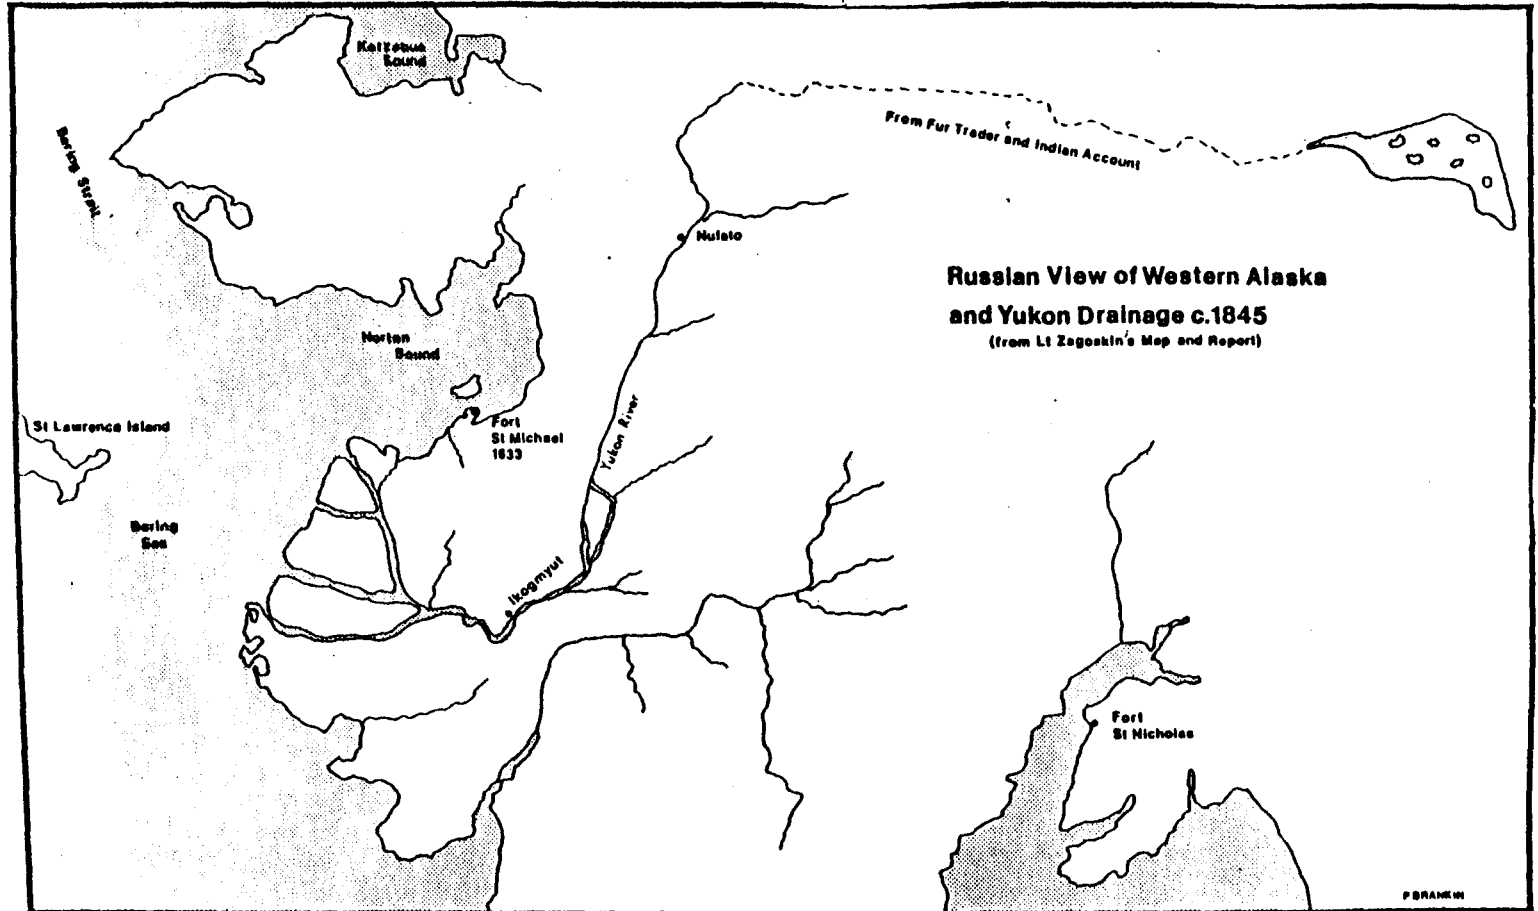 Kotzebue
Sound
Bering Strait
From Fur Trader and Indian Account
Nulato
Russian View of Western Alaska
and Yukon Drainage c.1845
(from Lt Zagoskin's Map and Report)
Norton
Sound
St Lawrence Island
Fort
St Michael
1833
Yukon River
Bering
Sea
Ikogmyut
Fort
St Nicholas
P BRANKIN